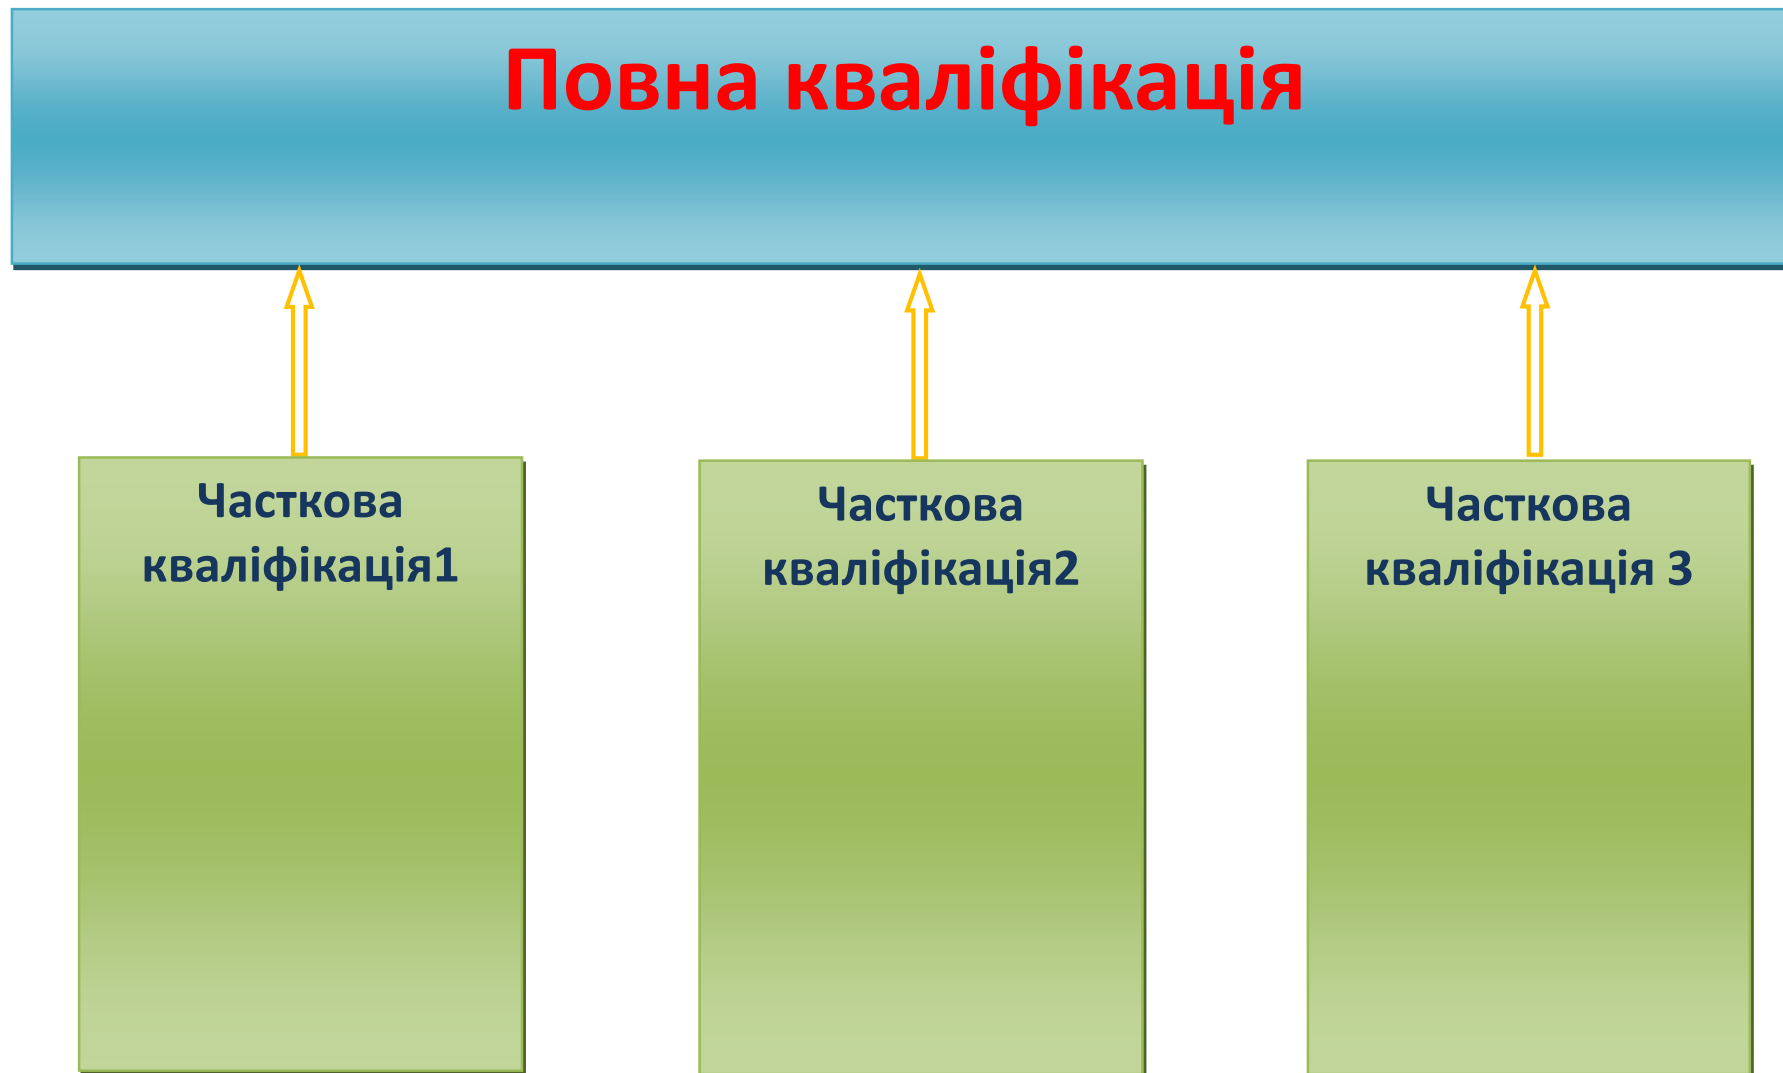 Повна кваліфікація
Часткова
кваліфікація1
Часткова
кваліфікація2
Часткова
кваліфікація 3